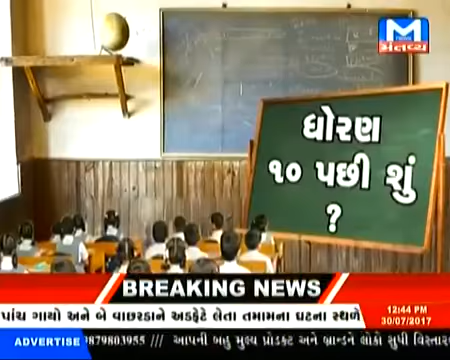 M
મંતવ્ય
ધોરણ
૧૦ પછી શું
?
BREAKING NEWS
પાંચ ગાયો અને બે વાછરડાને અડફેટે લેતા તમામના ઘટના સ્થળે
12:44 PM
30/07/2017
ADVERTISE
9879803955 /// આપની બહુ મુલ્ય પ્રોડક્ટ અને બ્રાન્ડને લોકો સુધી વિસ્તાર